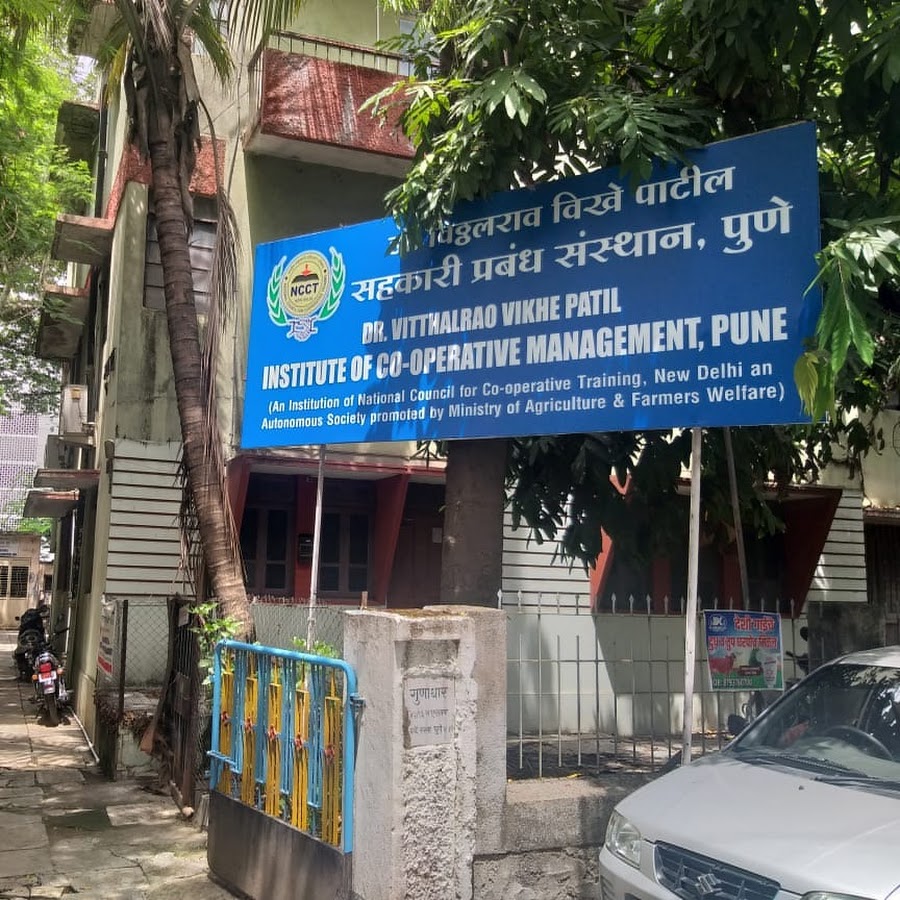 विठ्ठलराव विखे पाटील
सहकारी प्रबंध संस्थान, पुणे
NCCT
DR. VITTHALRAO VIKHE PATIL
INSTITUTE OF CO-OPERATIVE MANAGEMENT, PUNE
(An Institution of National Council for Co-operative Training, New Delhi an
Autonomous Society promoted by Ministry of Agriculture & Farmers Welfare)
गुणाधार
देशी गाईचे